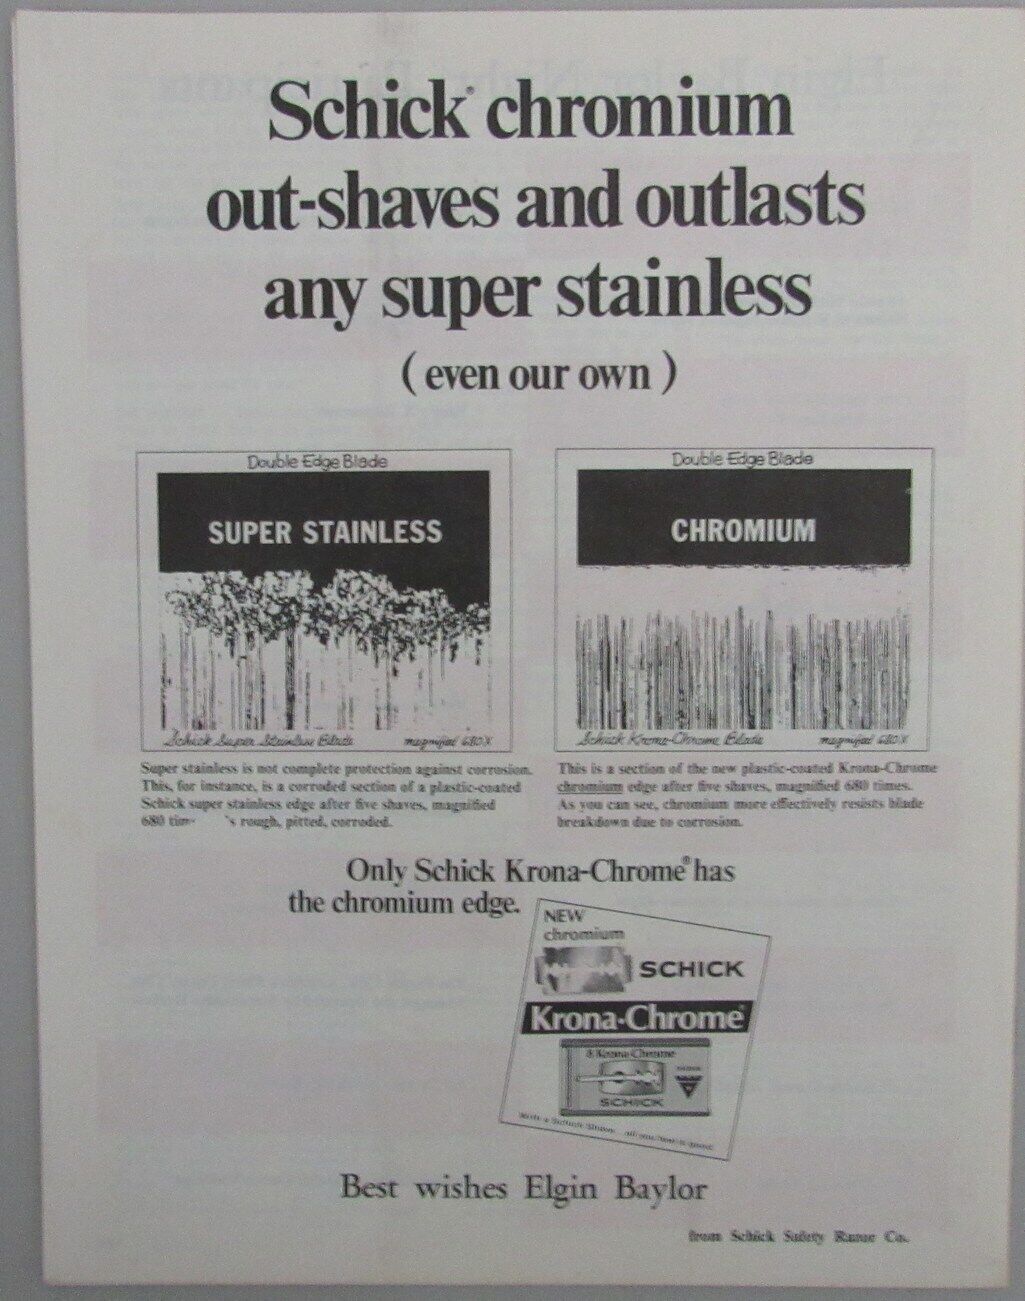 Schick® chromium
out-shaves and outlasts
any super stainless
( even our own )
Double Edge Blade
SUPER STAINLESS
Schick Super Stainless Blade magnified 680X
Super stainless is not complete protection against corrosion.
This, for instance, is a corroded section of a plastic-coated
Schick super stainless edge after five shaves, magnified
680 rough, pitted, corroded.
Double Edge Blade
CHROMIUM
Schick Krona-Chrome Blade magnified 680X
This is a section of the new plastic-coated Krona-Chrome
chromium edge after five shaves, magnified 680 times.
As you can see, chromium more effectively resists blade
breakdown due to corrosion.
Only Schick Krona-Chrome® has
the chromium edge.
NEW
chromium
SCHICK
Krona-Chrome®
8 Krona-Chrome
SCHICK
Best wishes Elgin Baylor
from Schick Safety Razor Co.